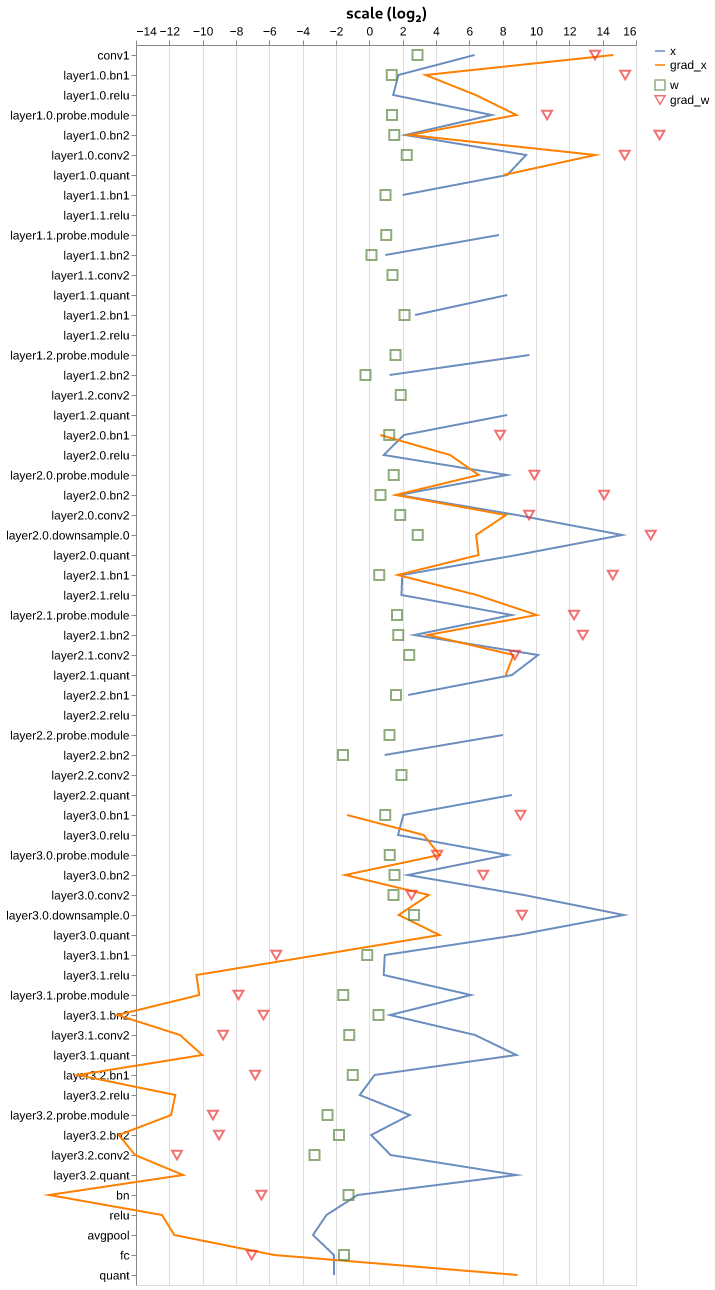 scale (log₂)
−14 −12 −10 −8 −6 −4 −2 0 2 4 6 8 10 12 14 16
x
grad_x
w
grad_w
conv1
layer1.0.bn1
layer1.0.relu
layer1.0.probe.module
layer1.0.bn2
layer1.0.conv2
layer1.0.quant
layer1.1.bn1
layer1.1.relu
layer1.1.probe.module
layer1.1.bn2
layer1.1.conv2
layer1.1.quant
layer1.2.bn1
layer1.2.relu
layer1.2.probe.module
layer1.2.bn2
layer1.2.conv2
layer1.2.quant
layer2.0.bn1
layer2.0.relu
layer2.0.probe.module
layer2.0.bn2
layer2.0.conv2
layer2.0.downsample.0
layer2.0.quant
layer2.1.bn1
layer2.1.relu
layer2.1.probe.module
layer2.1.bn2
layer2.1.conv2
layer2.1.quant
layer2.2.bn1
layer2.2.relu
layer2.2.probe.module
layer2.2.bn2
layer2.2.conv2
layer2.2.quant
layer3.0.bn1
layer3.0.relu
layer3.0.probe.module
layer3.0.bn2
layer3.0.conv2
layer3.0.downsample.0
layer3.0.quant
layer3.1.bn1
layer3.1.relu
layer3.1.probe.module
layer3.1.bn2
layer3.1.conv2
layer3.1.quant
layer3.2.bn1
layer3.2.relu
layer3.2.probe.module
layer3.2.bn2
layer3.2.conv2
layer3.2.quant
bn
relu
avgpool
fc
quant